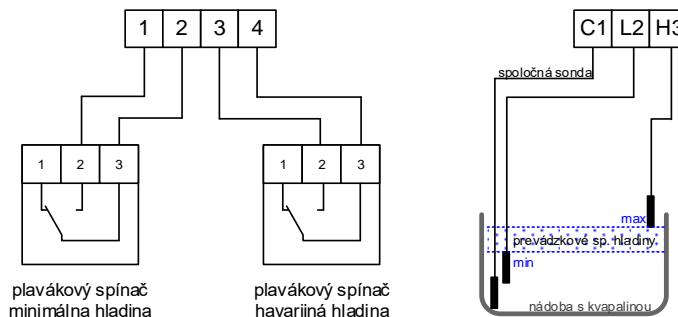 1 2 3 4
C1 L2 H3
spoločná sonda
1 2 3
1 2 3
max
prevádzkové sp. hladiny
min
nádoba s kvapalinou
plavákový spínač
minimálna hladina
plavákový spínač
havarijná hladina